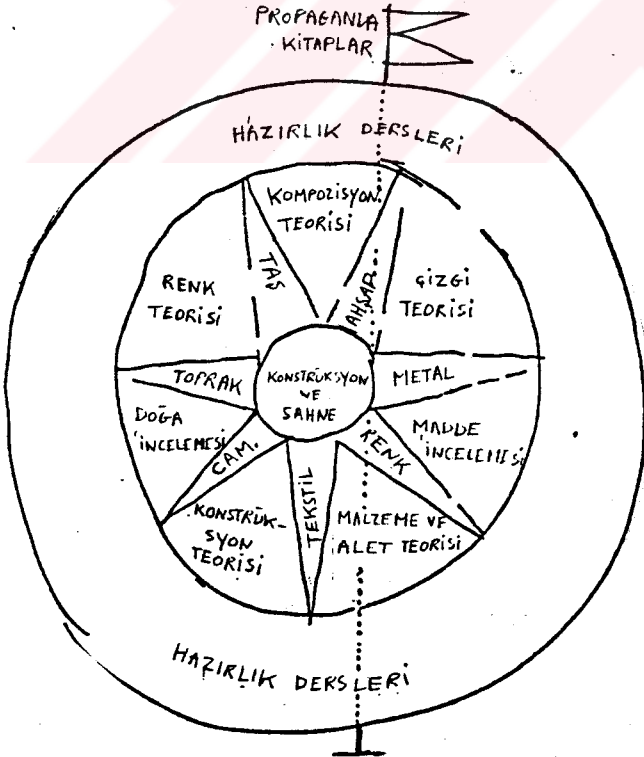 PROPAGANDA
KİTAPLAR
HAZIRLIK DERSLERİ
KOMPOZİSYON
TEORİSİ
TAŞ
AHŞAP
RENK
TEORİSİ
ÇİZGİ
TEORİSİ
TOPRAK
KONSTRÜKSYON
VE
SAHNE
METAL
DOĞA
İNCELEMESİ
CAM
RENK
MADDE
İNCELEMESİ
KONSTRÜK-
SYON
TEORİSİ
TEKSTİL
MALZEME VE
ALET TEORİSİ
HAZIRLIK DERSLERİ